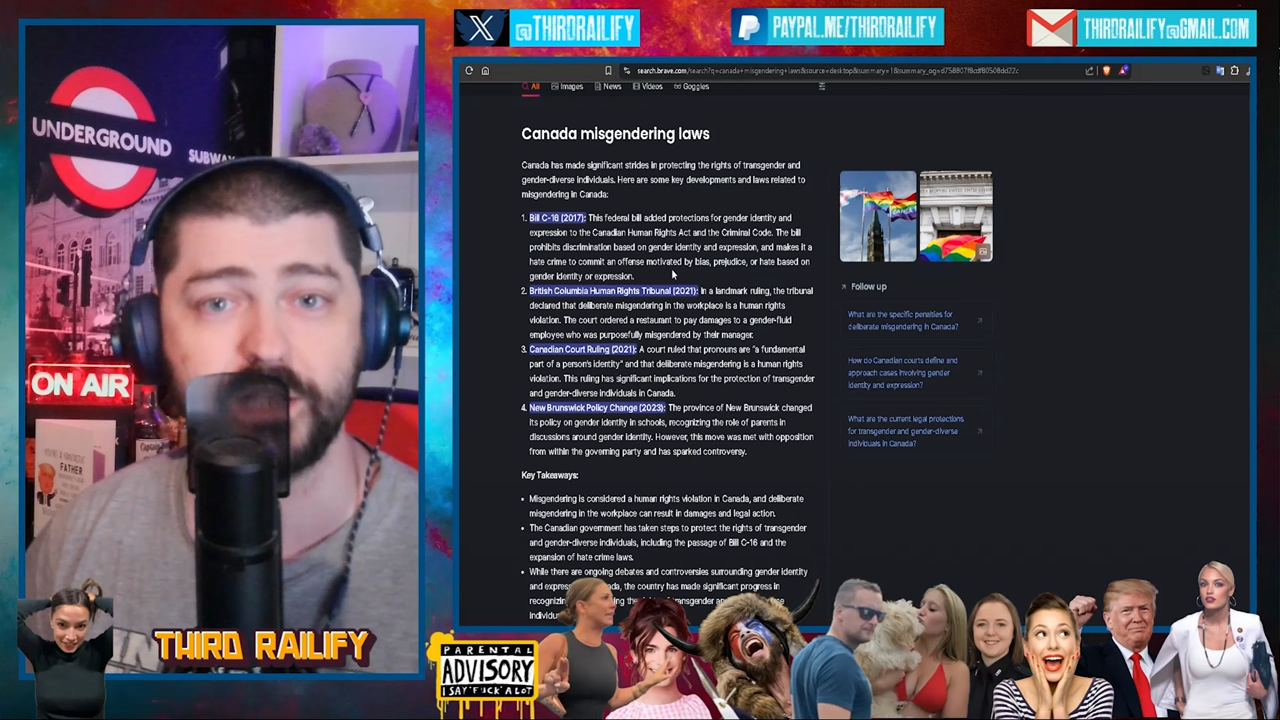 @THIRDRAILIFY
PAYPAL.ME/THIRDRAILIFY
THIRDRAILIFY@GMAIL.COM
UNDERGROUND
SUBWAY
ON AIR
FATHER
THIRD RAILIFY
PARENTAL
ADVISORY
I SAY "FUCK" A LOT
All
Images
News
Videos
Goggles
Canada misgendering laws
Canada has made significant strides in protecting the rights of transgender and
gender-diverse individuals. Here are some key developments and laws related to
misgendering in Canada:
1. Bill C-16 (2017): This federal bill added protections for gender identity and
expression to the Canadian Human Rights Act and the Criminal Code. The bill
prohibits discrimination based on gender identity and expression, and makes it a
hate crime to commit an offense motivated by bias, prejudice, or hate based on
gender identity or expression.
2. British Columbia Human Rights Tribunal (2021): In a landmark ruling, the tribunal
declared that deliberate misgendering in the workplace is a human rights
violation. The court ordered a restaurant to pay damages to a gender-fluid
employee who was purposefully misgendered by their manager.
3. Canadian Court Ruling (2021): A court ruled that pronouns are "a fundamental
part of a person's identity" and that deliberate misgendering is a human rights
violation. This ruling has significant implications for the protection of transgender
and gender-diverse individuals in Canada.
4. New Brunswick Policy Change (2023): The province of New Brunswick changed
its policy on gender identity in schools, recognizing the role of parents in
discussions around gender identity. However, this move was met with opposition
from within the governing party and has sparked controversy.
Key Takeaways:
• Misgendering is considered a human rights violation in Canada, and deliberate
misgendering in the workplace can result in damages and legal action.
• The Canadian government has taken steps to protect the rights of transgender
and gender-diverse individuals, including the passage of Bill C-16 and the
expansion of hate crime laws.
• While there are ongoing debates and controversies surrounding gender identity
and the country has made significant progress in
Follow up
What are the specific penalties for
deliberate misgendering in Canada?
How do Canadian courts define and
approach cases involving gender
identity and expression?
What are the current legal protections
for transgender and gender-diverse
individuals in Canada?